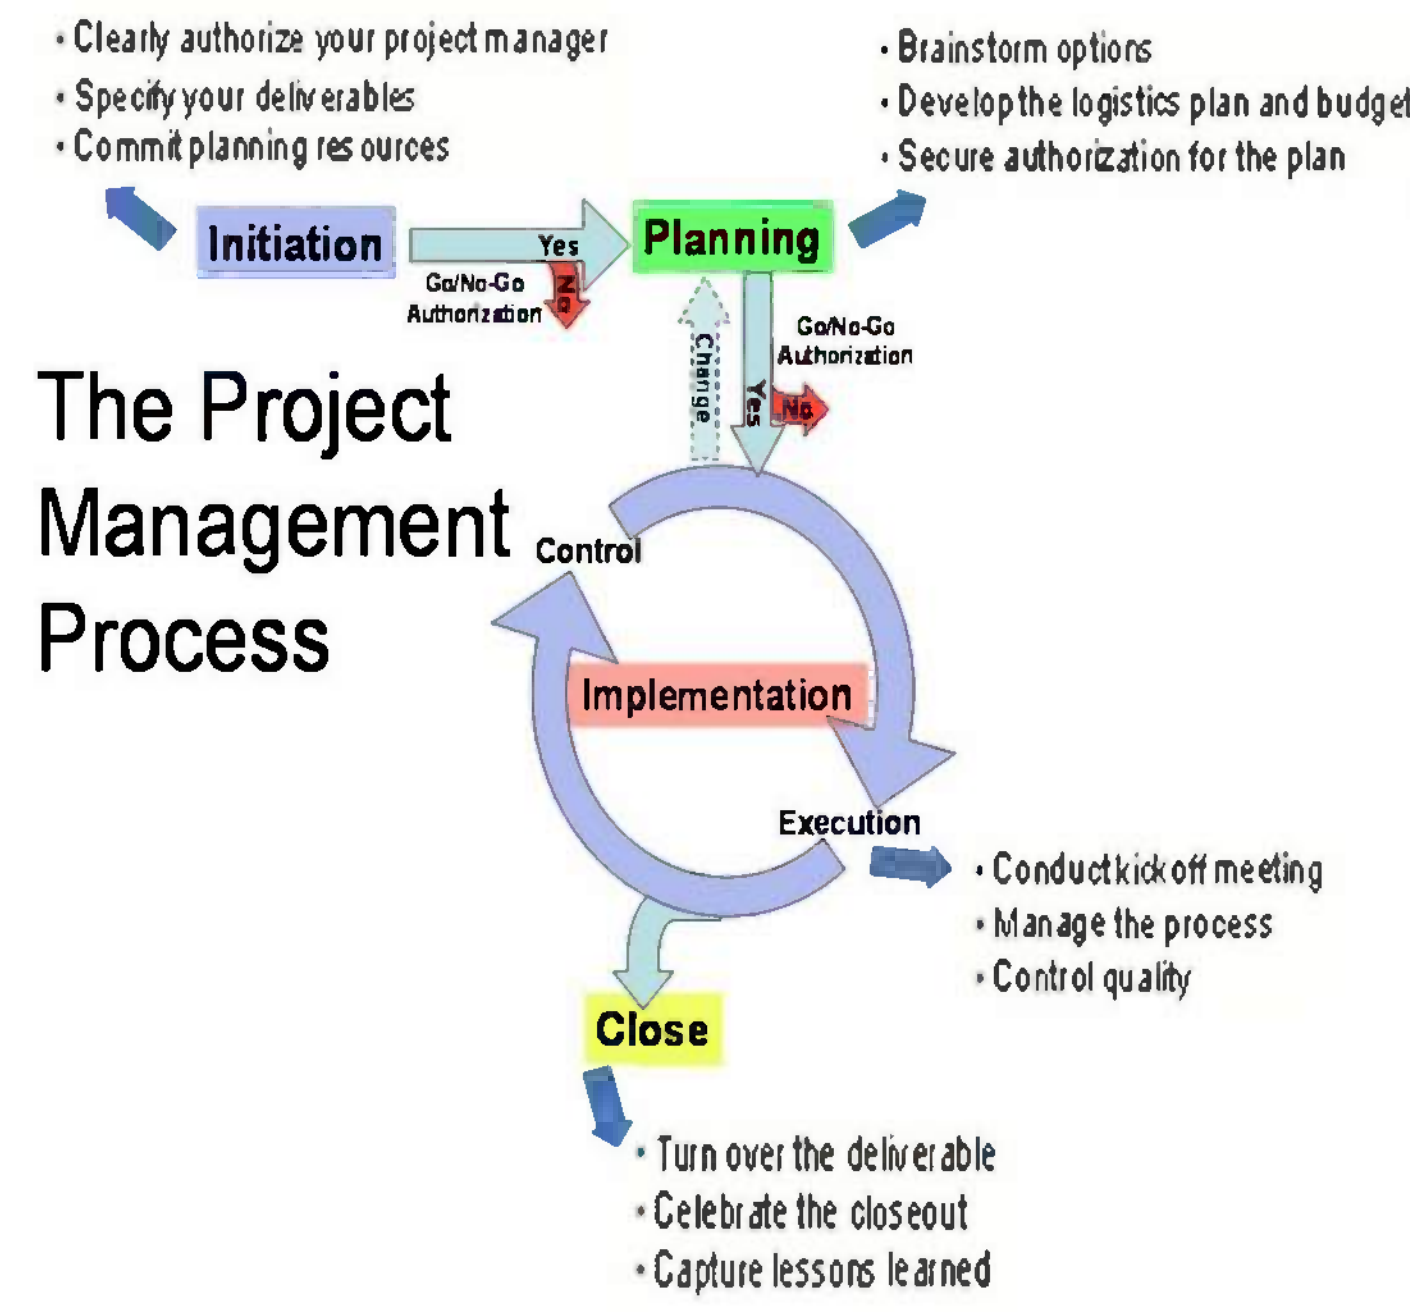 • Clearly authorize your project manager
• Specify your deliverables
• Commit planning resources
• Brainstorm options
• Develop the logistics plan and budget
• Secure authorization for the plan
Initiation
Yes
No
Go/No-Go
Authorization
Planning
Change
Yes
No
Go/No-Go
Authorization
The Project
Management
Process
Control
Implementation
Execution
• Conduct kickoff meeting
• Manage the process
• Control quality
Close
• Turn over the deliverable
• Celebrate the closeout
• Capture lessons learned